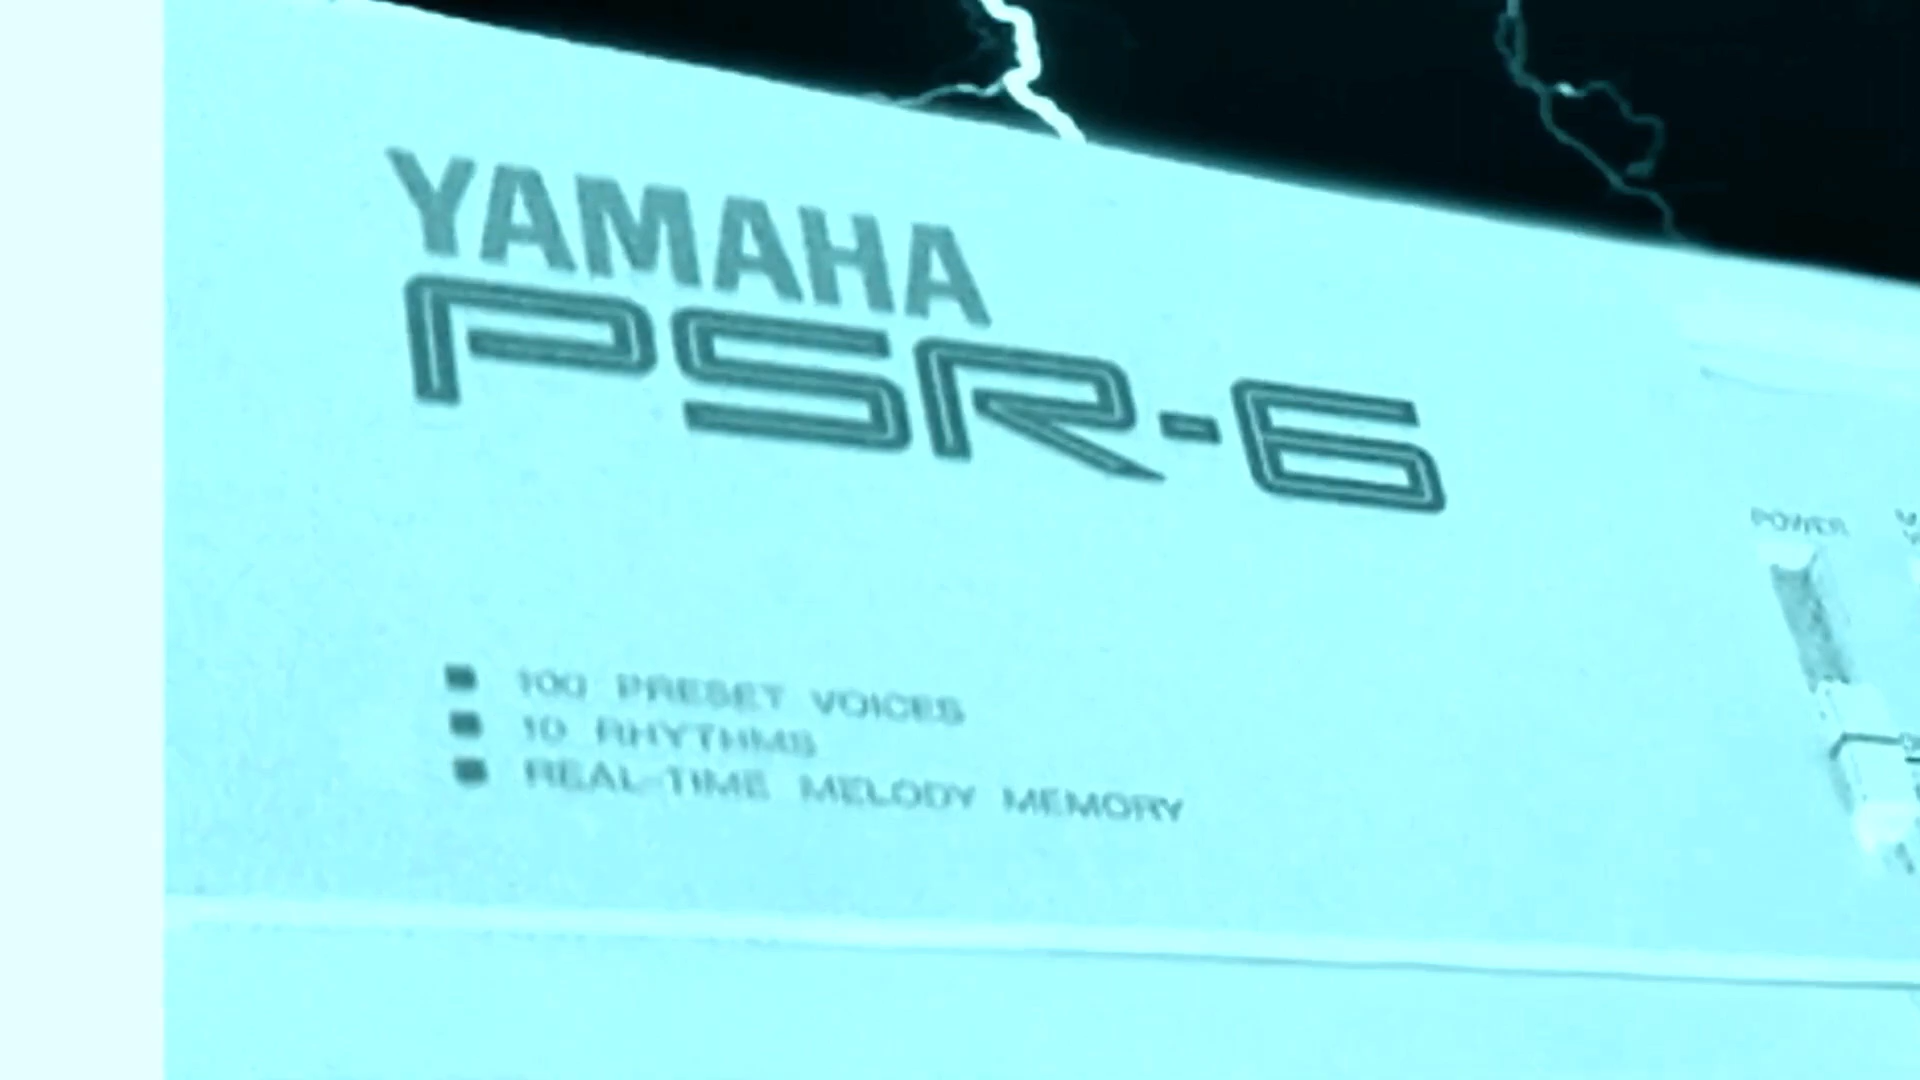 YAMAHA
PSR-6
POWER
■ 100 PRESET VOICES
■ 10 RHYTHMS
■ REAL-TIME MELODY MEMORY